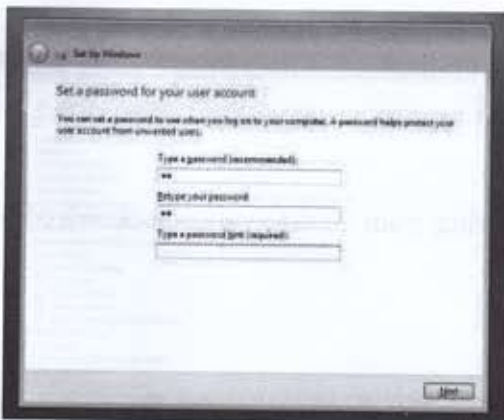 Set Up Windows
Set a password for your user account
You can set a password to use when you log on to your computer. A password helps protect your
user account from unwanted users.
Type a password (recommended):
••
Retype your password:
••
Type a password hint (required):
Next